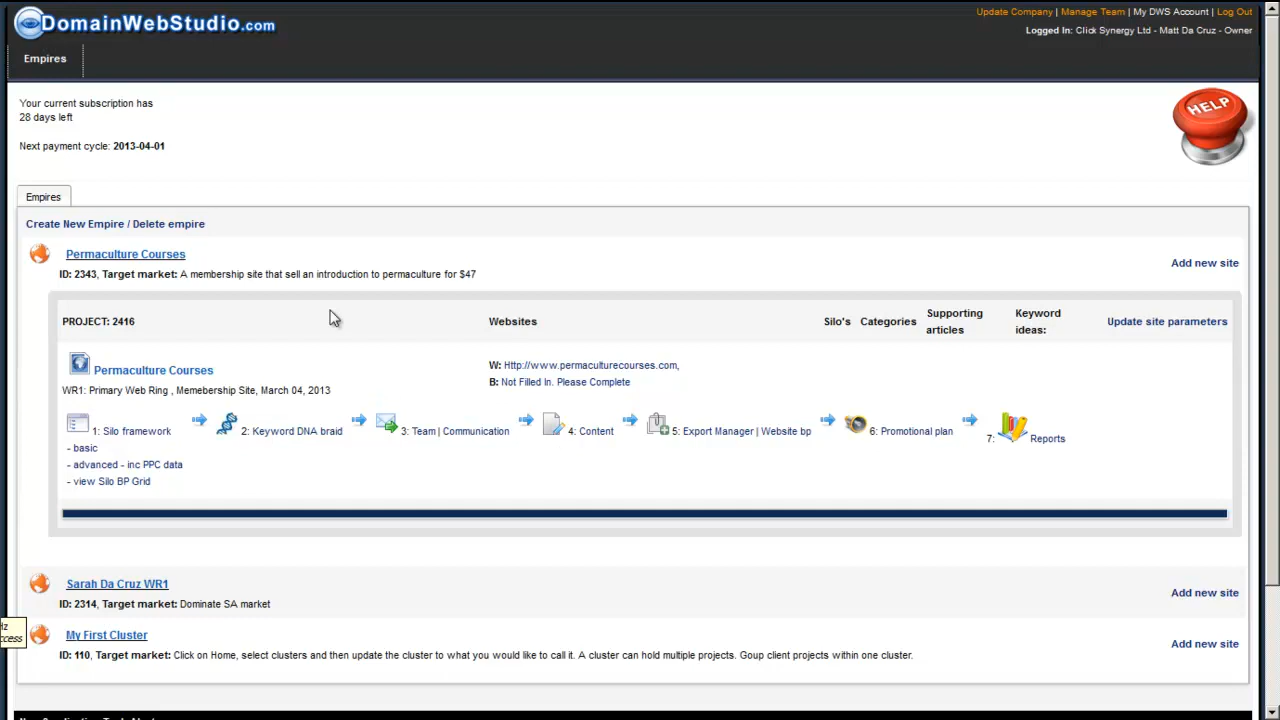 DomainWebStudio.com
Update Company | Manage Team | My DWS Account | Log Out
Logged In: Click Synergy Ltd - Matt Da Cruz - Owner
Empires
Your current subscription has
28 days left
HELP
Next payment cycle: 2013-04-01
Empires
Create New Empire / Delete empire
Permaculture Courses
Add new site
ID: 2343, Target market: A membership site that sell an introduction to permaculture for $47
PROJECT: 2416 Websites Silo's Categories Supporting articles Keyword ideas: Update site parameters
Permaculture Courses
W: Http://www.permaculturecourses.com,
B: Not Filled In. Please Complete
WR1: Primary Web Ring , Memebership Site, March 04, 2013
1: Silo framework 2: Keyword DNA braid 3: Team | Communication 4: Content 5: Export Manager | Website bp 6: Promotional plan 7: Reports
- basic
- advanced - inc PPC data
- view Silo BP Grid
Sarah Da Cruz WR1
Add new site
ID: 2314, Target market: Dominate SA market
My First Cluster
Add new site
ID: 110, Target market: Click on Home, select clusters and then update the cluster to what you would like to call it. A cluster can hold multiple projects. Goup client projects within one cluster.